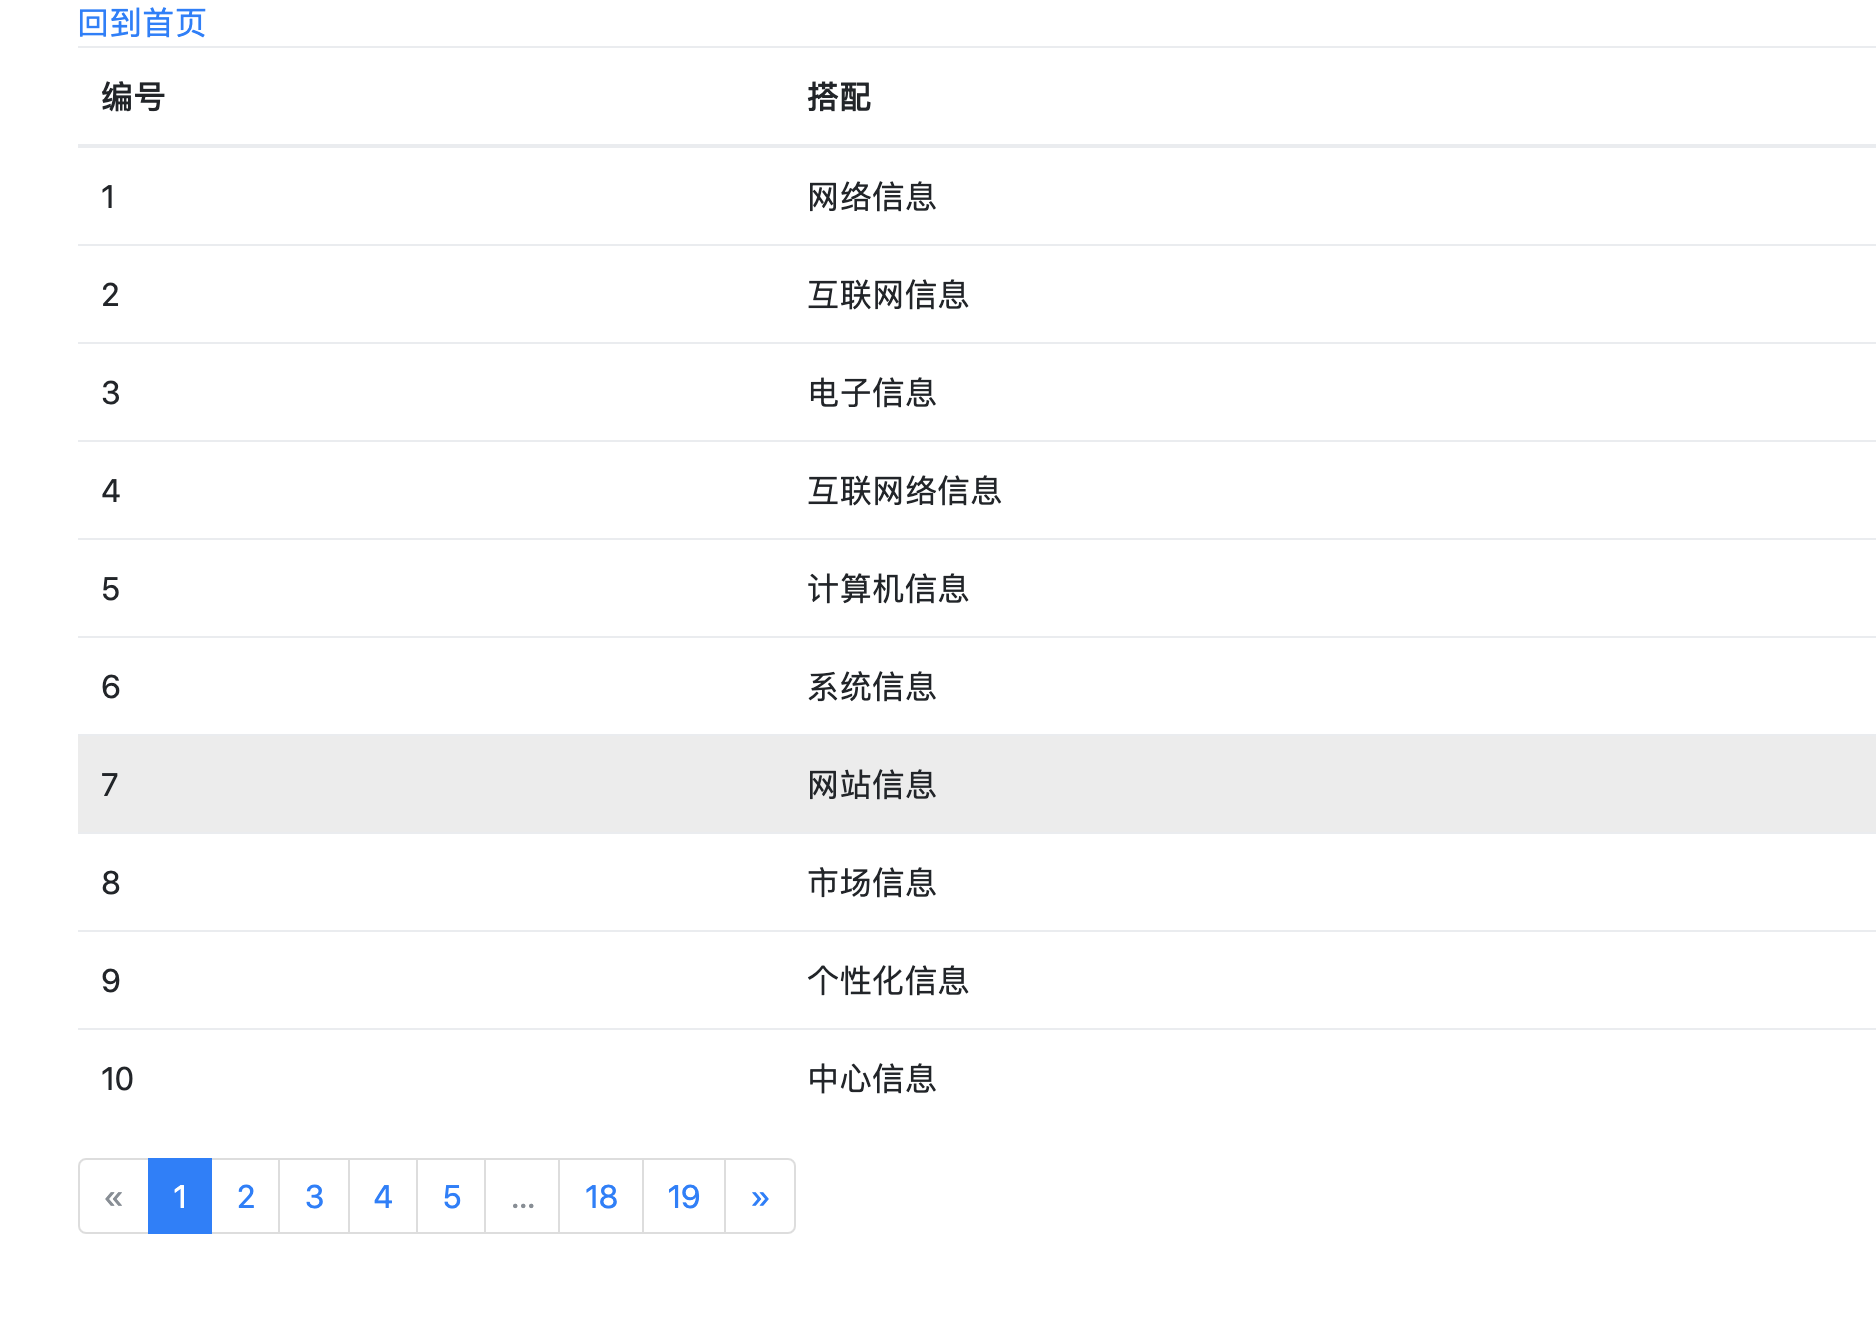 回到首页
编号 搭配
1 网络信息
2 互联网信息
3 电子信息
4 互联网络信息
5 计算机信息
6 系统信息
7 网站信息
8 市场信息
9 个性化信息
10 中心信息
« 1 2 3 4 5 ... 18 19 »